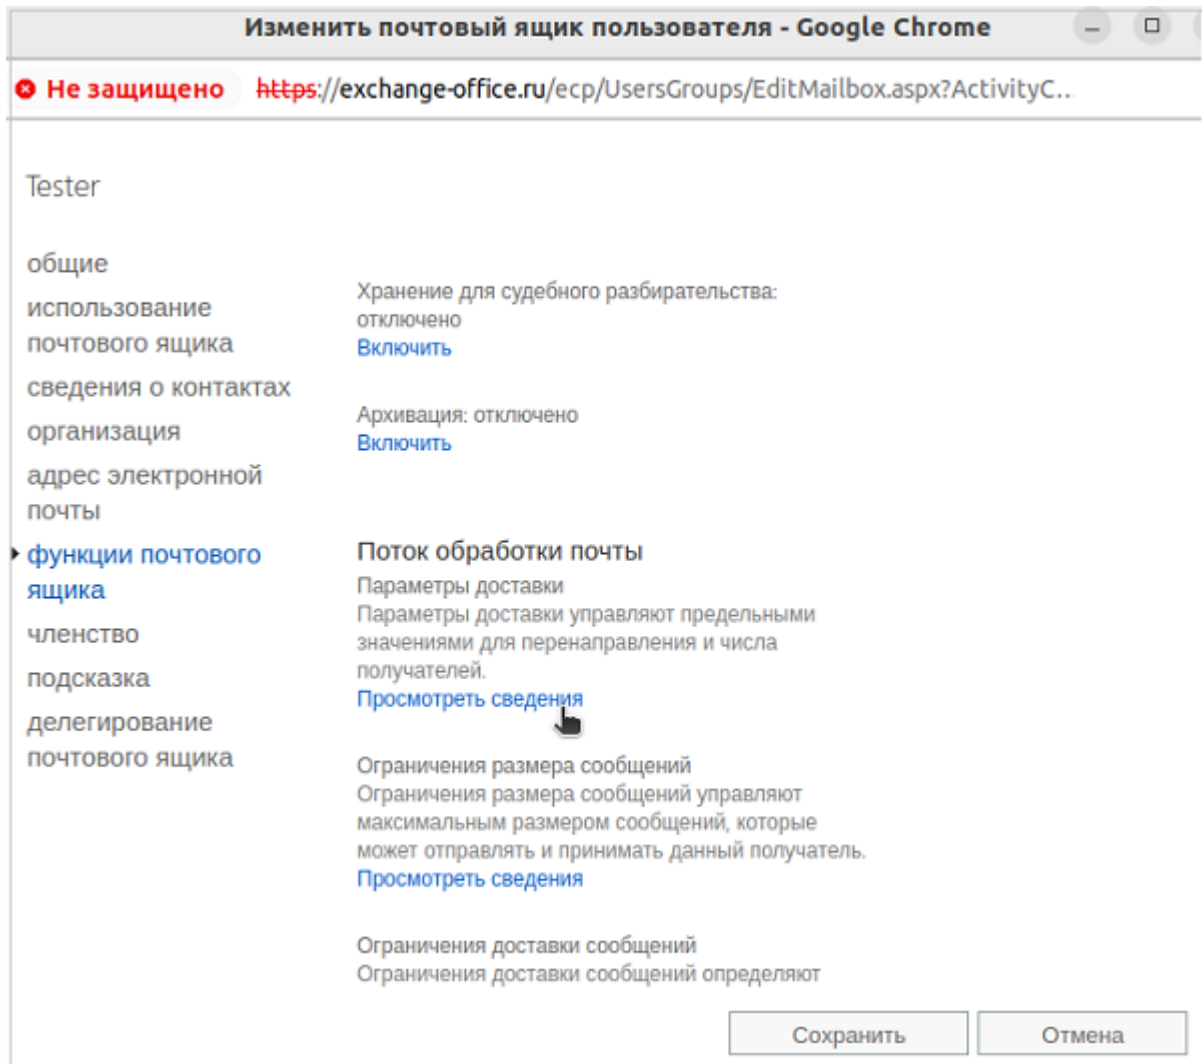 Изменить почтовый ящик пользователя - Google Chrome
Не защищено https://exchange-office.ru/ecp/UsersGroups/EditMailbox.aspx?ActivityC...
Tester
общие
использование
почтового ящика
сведения о контактах
организация
адрес электронной
почты
функции почтового
ящика
членство
подсказка
делегирование
почтового ящика
Хранение для судебного разбирательства:
отключено
Включить
Архивация: отключено
Включить
Поток обработки почты
Параметры доставки
Параметры доставки управляют предельными
значениями для перенаправления и числа
получателей.
Просмотреть сведения
Ограничения размера сообщений
Ограничения размера сообщений управляют
максимальным размером сообщений, которые
может отправлять и принимать данный получатель.
Просмотреть сведения
Ограничения доставки сообщений
Ограничения доставки сообщений определяют
Сохранить
Отмена